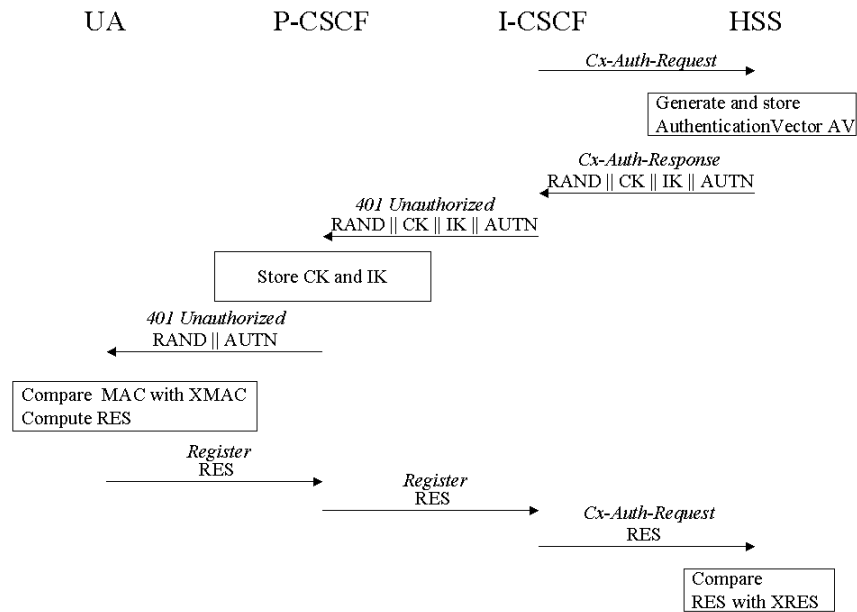 UA P-CSCF I-CSCF HSS
Cx-Auth-Request
Generate and store
AuthenticationVector AV
Cx-Auth-Response
RAND || CK || IK || AUTN
401 Unauthorized
RAND || CK || IK || AUTN
Store CK and IK
401 Unauthorized
RAND || AUTN
Compare MAC with XMAC
Compute RES
Register
RES
Register
RES
Cx-Auth-Request
RES
Compare
RES with XRES